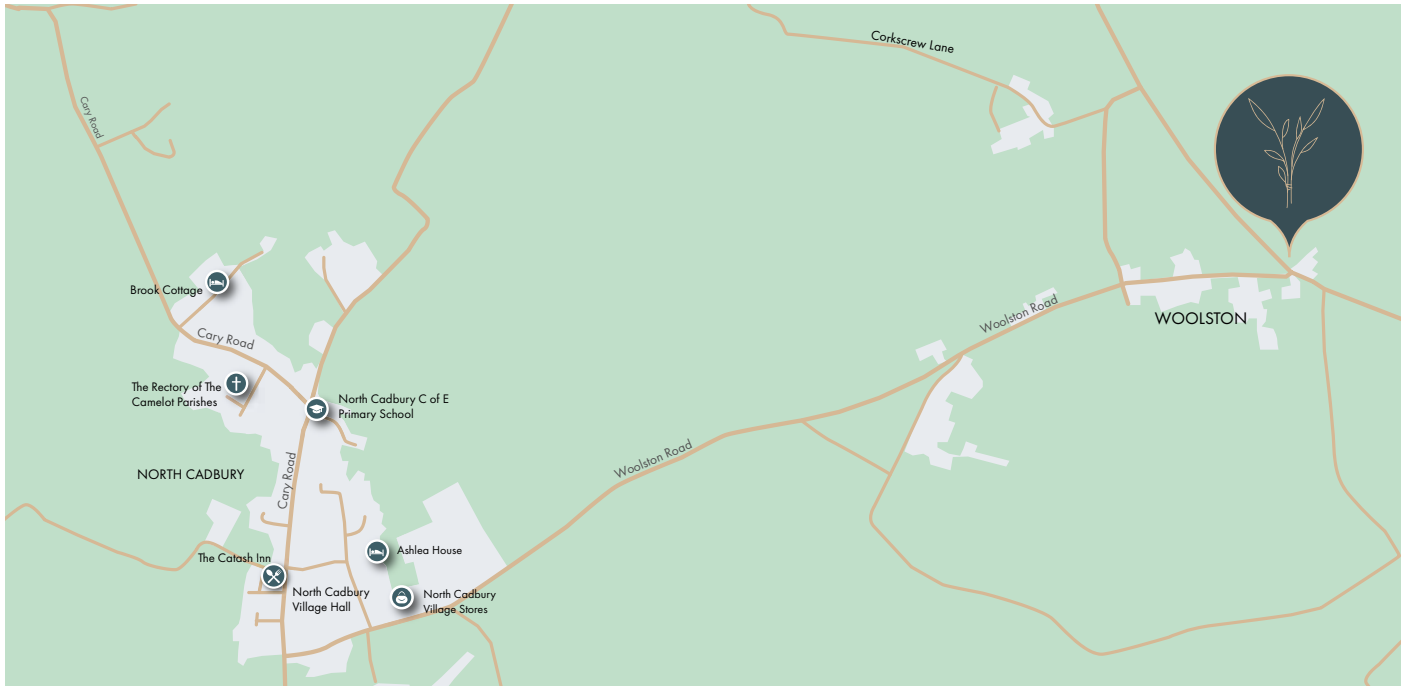 Corkscrew Lane
Cary Road
Brook Cottage
Woolston Road
WOOLSTON
Cary Road
The Rectory of The
Camelot Parishes
North Cadbury C of E
Primary School
Woolston Road
NORTH CADBURY
Cary Road
Ashlea House
The Catash Inn
North Cadbury
Village Hall
North Cadbury
Village Stores